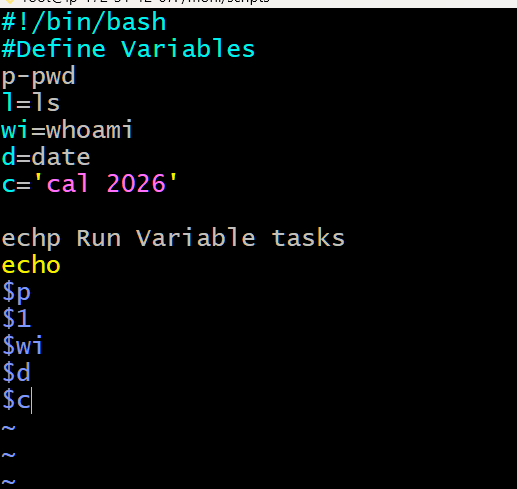 #!/bin/bash
#Define Variables
p-pwd
l=ls
wi=whoami
d=date
c='cal 2026'
echp Run Variable tasks
echo
$p
$1
$wi
$d
$c
~
~
~